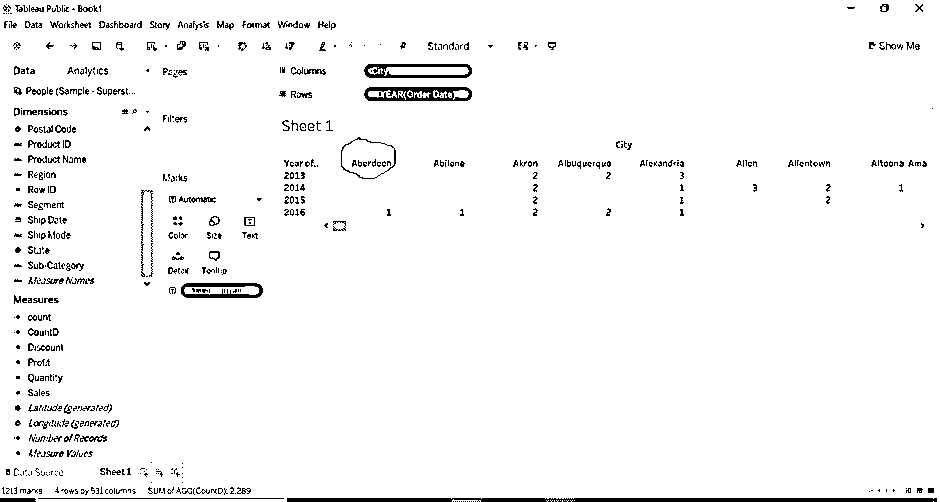 Tableau Public - Book1
File Data Worksheet Dashboard Story Analysis Map Format Window Help
Standard
Show Me
Data Analytics
Pages
Columns
City
People (Sample - Superst...
Rows
YEAR(Order Date)
Dimensions
Postal Code
Product ID
Product Name
Region
Row ID
Segment
Ship Date
Ship Mode
State
Sub-Category
Measure Names
Measures
count
CountD
Discount
Profit
Quantity
Sales
Latitude (generated)
Longitude (generated)
Number of Records
Measure Values
Filters
Marks
Automatic
Color Size Text
Detail Tooltip
Sheet 1
City
Year of.. Aberdeen Abilene Akron Albuquerque Alexandria Allen Allentown Altoona Ama
2013 2 2 3
2014 2 1 3 2 1
2015 2 1 2
2016 1 1 2 2 1
Data Source Sheet 1
1213 marks 4 rows by 531 columns SUM of AGG(CountD): 2,289